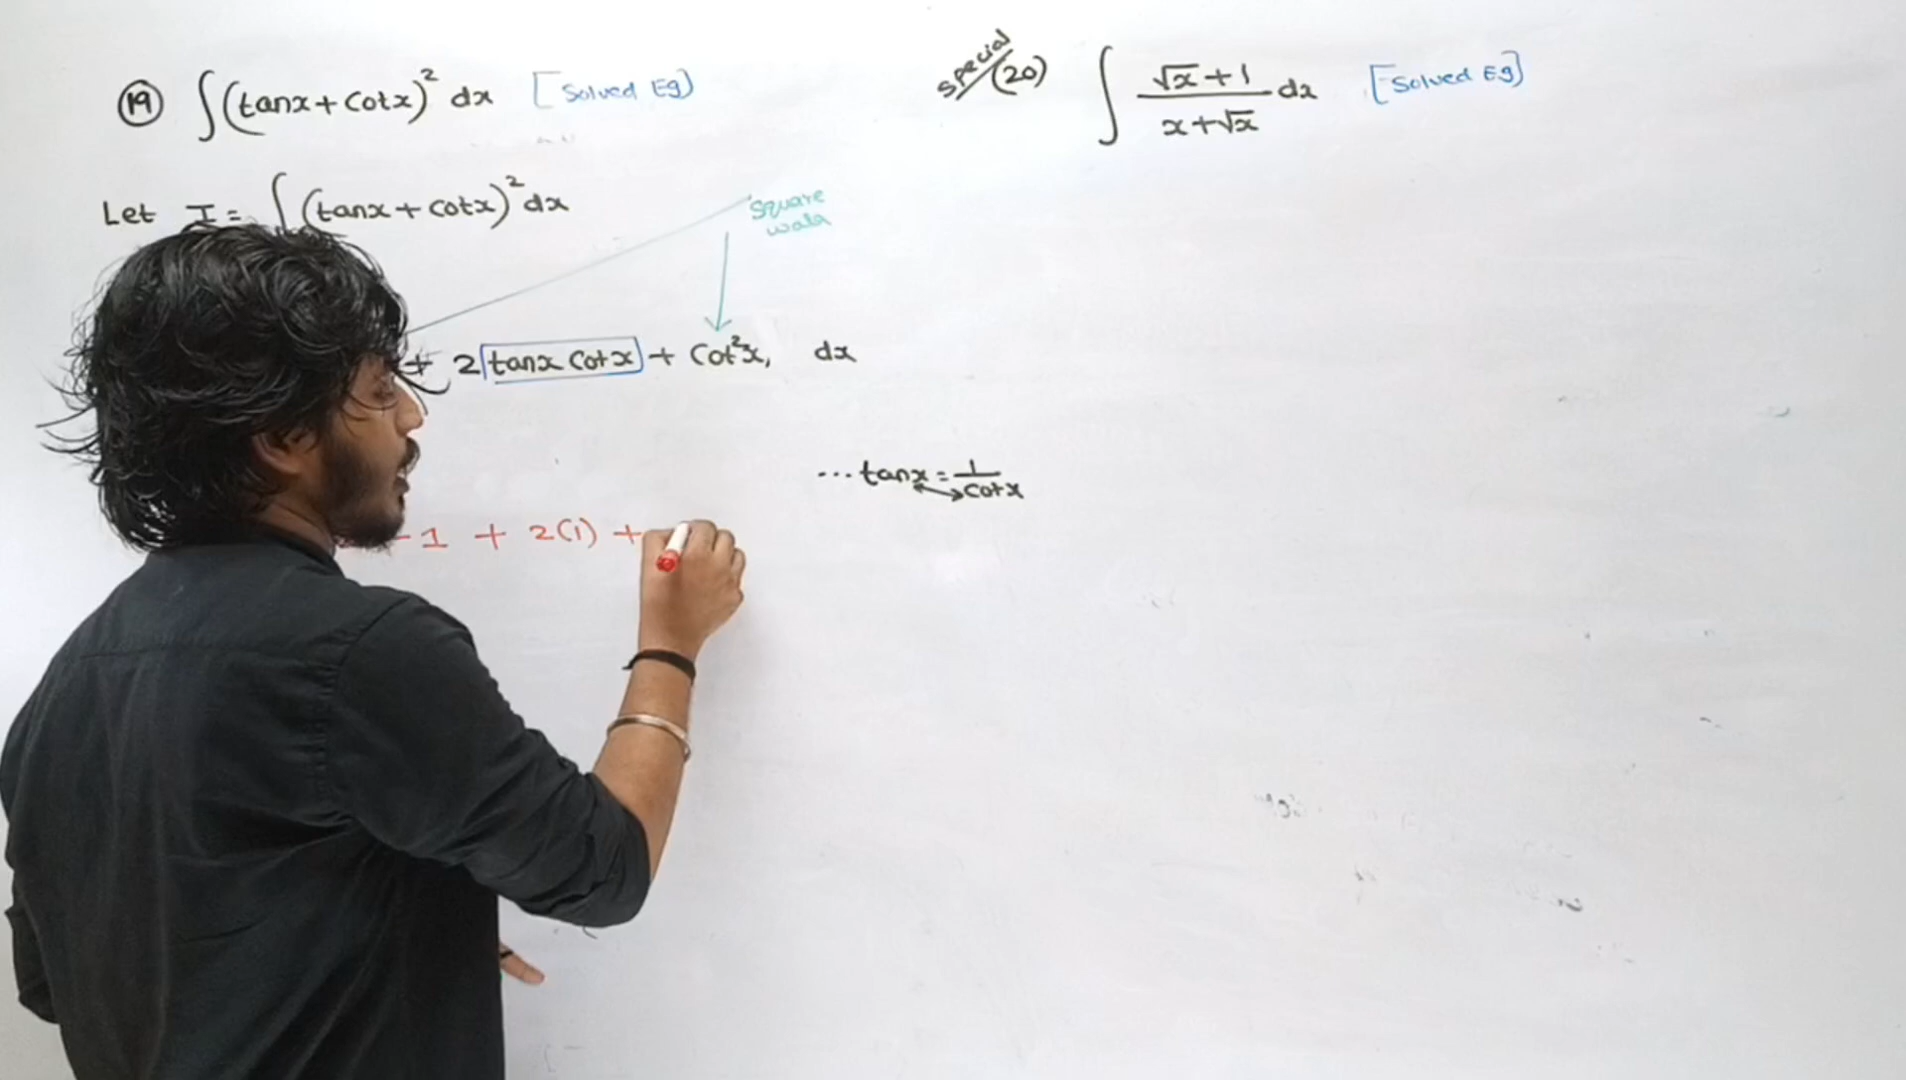 (19) ∫(tanx+Cotx)² dx [Solved Eg)
Let I = ∫(tanx + Cotx)² dx
Square
wala
+ 2 tanx Cotx + Cot²x, dx
... tanx = 1/Cotx
-1 + 2(1) +
special
(20) ∫ √x+1 / x+√x dx [Solved Eg)